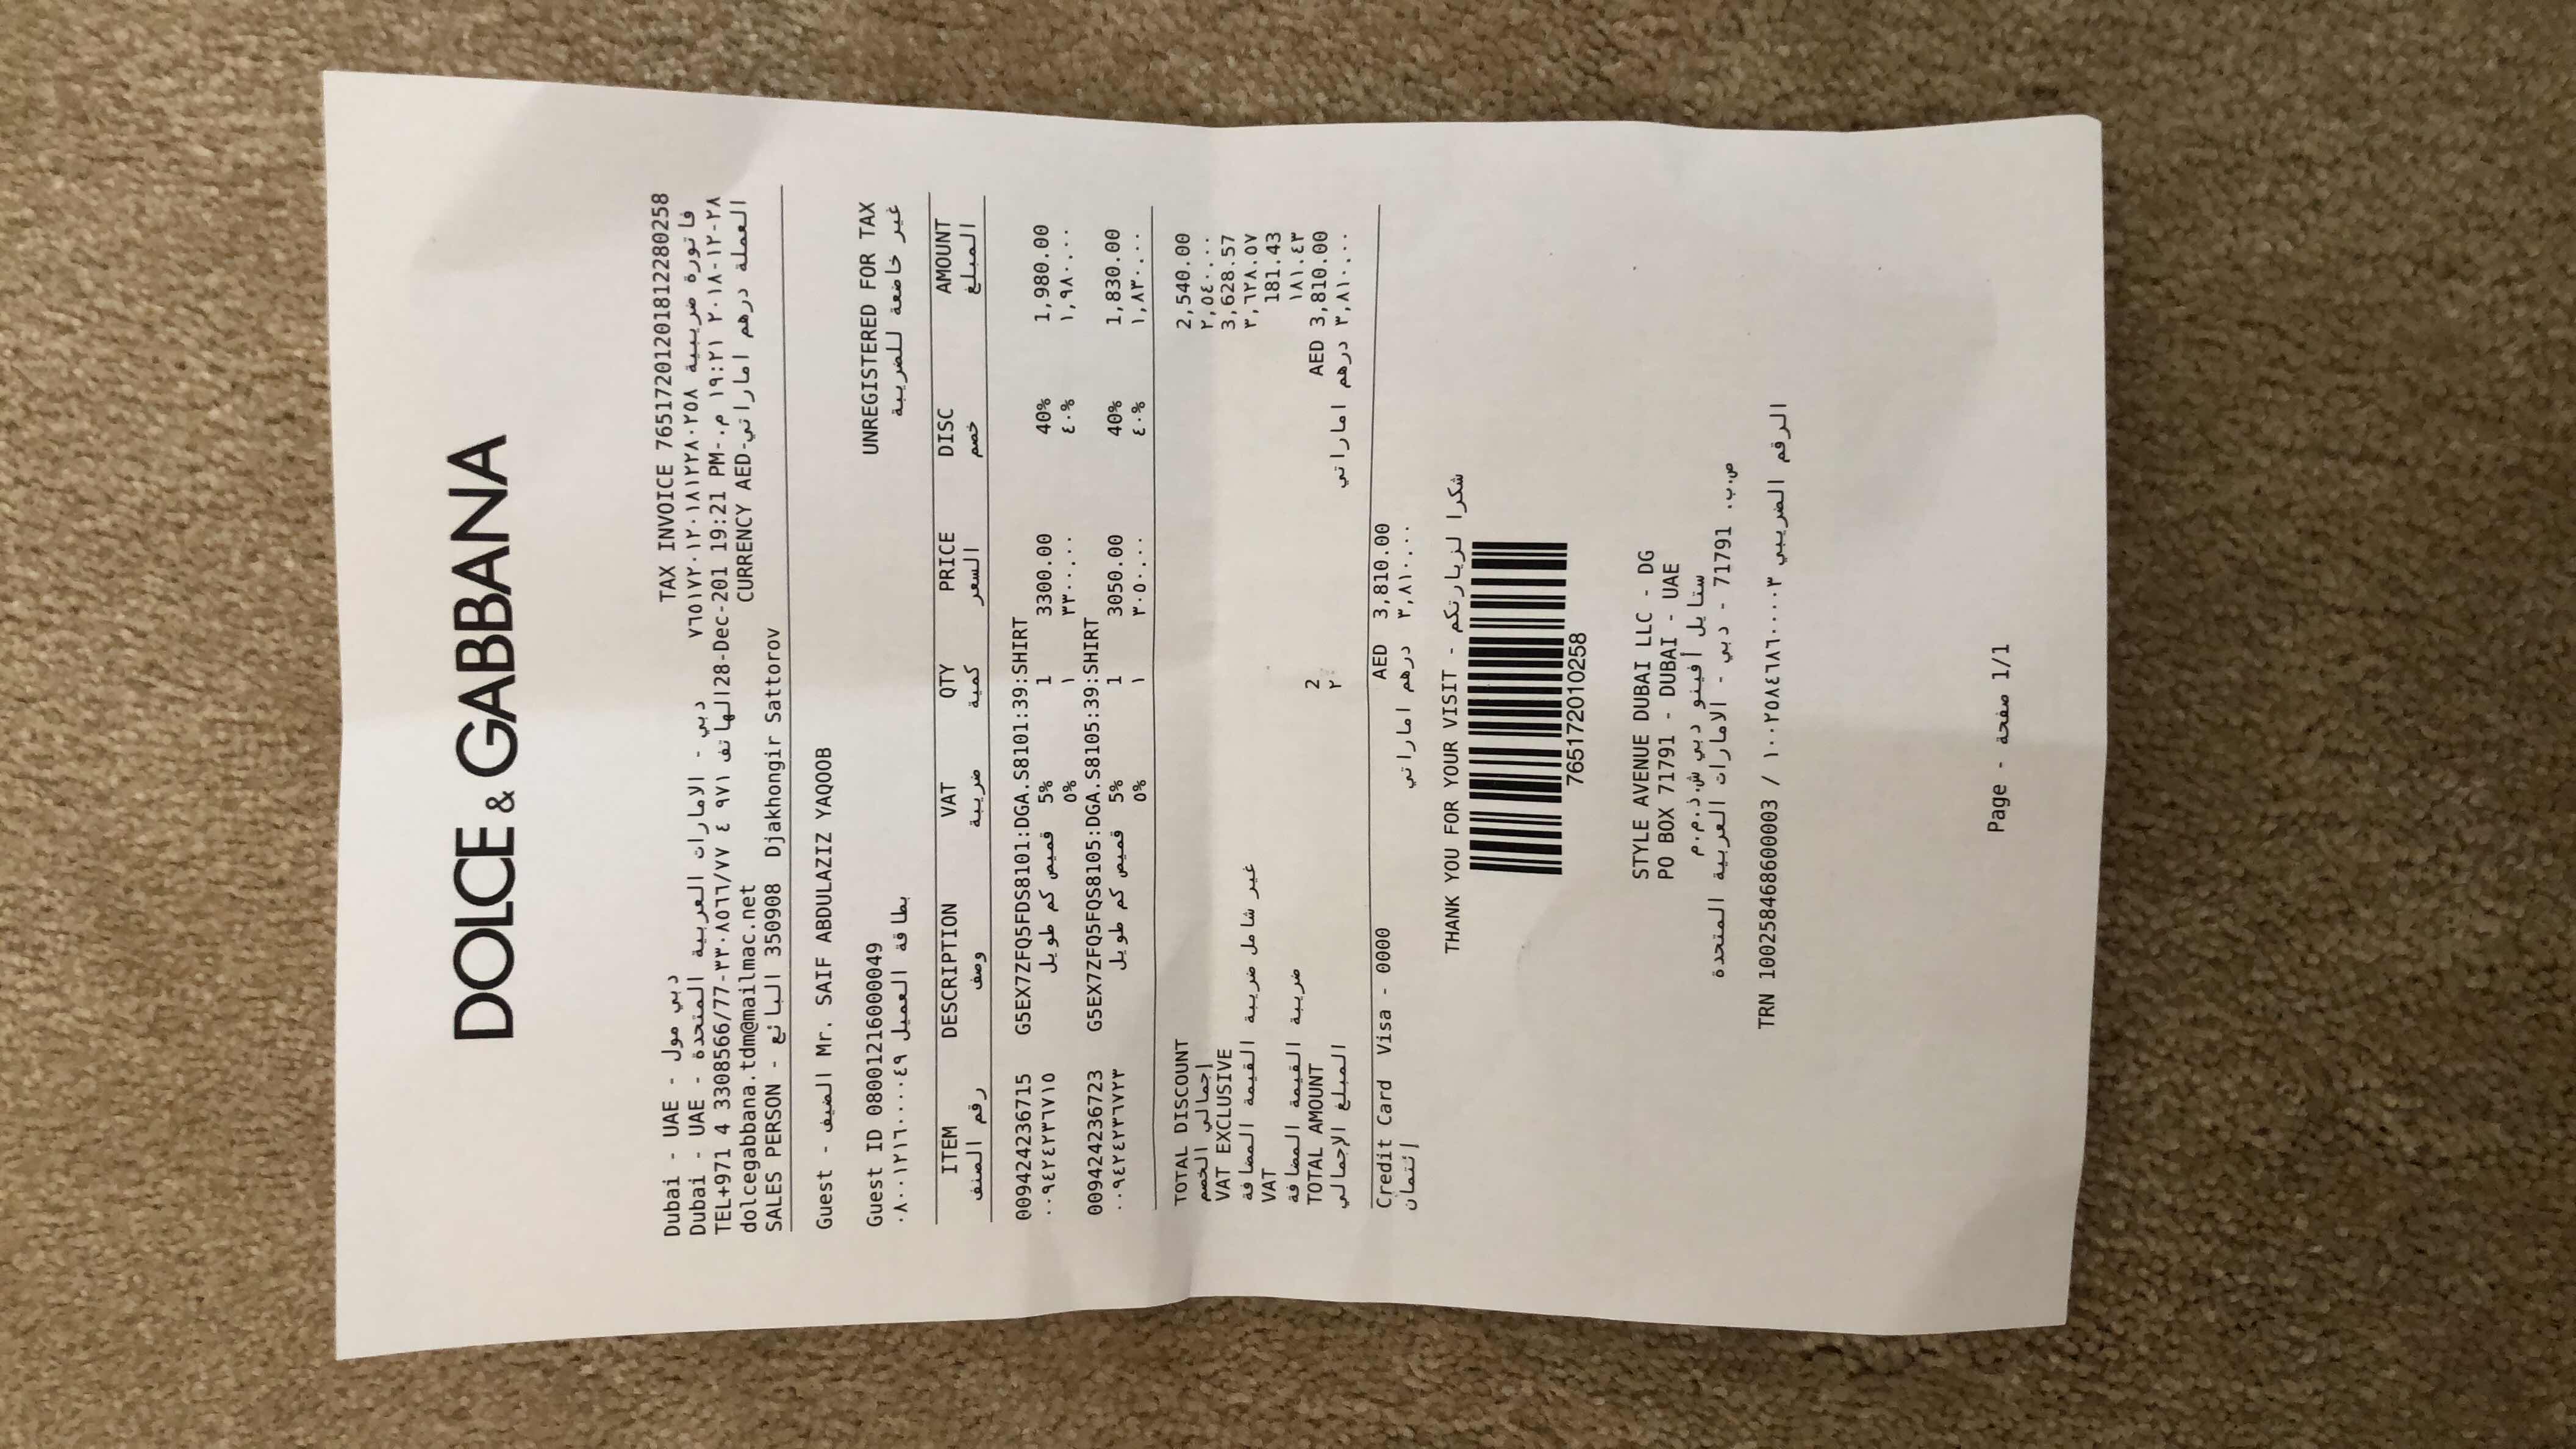 DOLCE & GABBANA
Dubai - UAE - دبي مول
TAX INVOICE 76517201201812280258
Dubai - UAE - دبي - الامارات العربية المتحدة
فاتورة ضريبية ٧٦٥١٧٢٠١٢٠١٨١٢٢٨٠٢٥٨
TEL+971 4 3308566/77-الهاتف ٩٧١ ٤ ٣٣٠٨٥٦٦/٧٧
28-Dec-201 19:21 PM-٢٠١٨-١٢-٢٨ ١٩:٢١ م.
dolcegabbana.tdm@mailmac.net
CURRENCY AED-العملة درهم اماراتي
SALES PERSON - البائع 350908 Djakhongir Sattorov
Guest - الضيف Mr. SAIF ABDULAZIZ YAQOOB
Guest ID 08001216000049
UNREGISTERED FOR TAX
بطاقة العميل ٠٨٠٠١٢١٦٠٠٠٠٤٩
غير خاضعة للضريبة
ITEM DESCRIPTION VAT QTY PRICE DISC AMOUNT
رقم الصنف وصف ضريبة كمية السعر خصم المبلغ
009424236715 G5EX7ZFQ5FDS8101:DGA.S8101:39:SHIRT
٠٠٩٤٢٤٢٣٦٧١٥ قميص كم طويل 5% 1 3300.00 40% 1,980.00
٥% ١ ٣٣٠٠.٠٠ ٤٠% ١,٩٨٠.٠٠
009424236723 G5EX7ZFQ5FQS8105:DGA.S8105:39:SHIRT
٠٠٩٤٢٤٢٣٦٧٢٣ قميص كم طويل 5% 1 3050.00 40% 1,830.00
٥% ١ ٣٠٥٠.٠٠ ٤٠% ١,٨٣٠.٠٠
TOTAL DISCOUNT 2,540.00
إجمالي الخصم ٢,٥٤٠.٠٠
VAT EXCLUSIVE 3,628.57
غير شامل ضريبة القيمة المضافة ٣,٦٢٨.٥٧
VAT 181.43
ضريبة القيمة المضافة ١٨١.٤٣
TOTAL AMOUNT 2 AED 3,810.00
المبلغ الإجمالي ٢ ٣,٨١٠.٠٠ درهم اماراتي
Credit Card Visa - 0000 AED 3,810.00
إئتمان ٣,٨١٠.٠٠ درهم اماراتي
THANK YOU FOR YOUR VISIT - شكرا لزيارتكم
765172010258
STYLE AVENUE DUBAI LLC - DG
PO BOX 71791 - DUBAI - UAE
ستايل أفينو دبي ش.ذ.م.م
ص.ب. 71791 - دبي - الامارات العربية المتحدة
TRN 100258468600003 / الرقم الضريبي ١٠٠٢٥٨٤٦٨٦٠٠٠٠٣
Page - صفحة 1/1